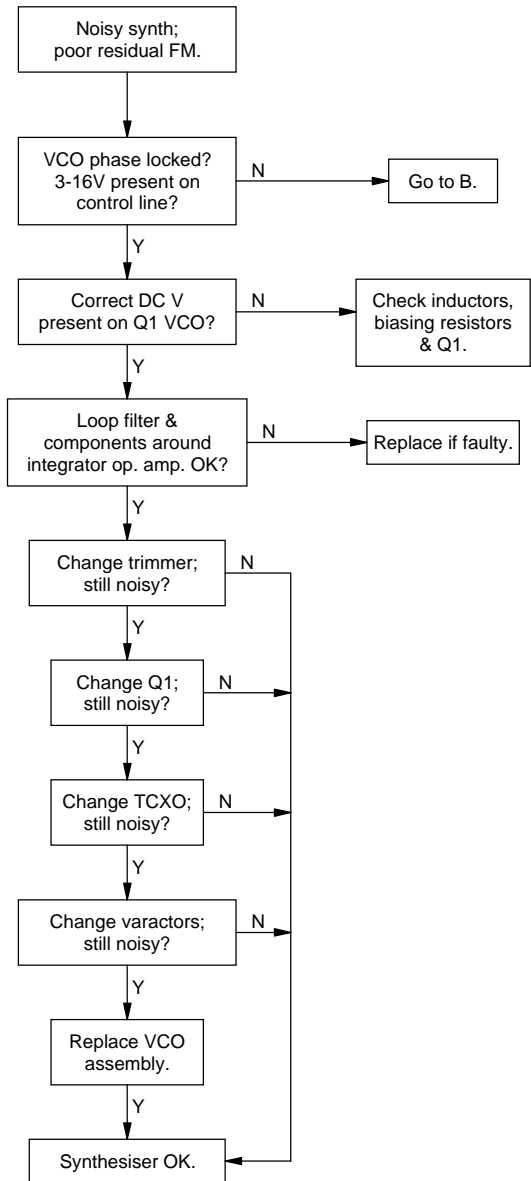 Noisy synth;
poor residual FM.
VCO phase locked?
3-16V present on
control line?
N
Go to B.
Y
Correct DC V
present on Q1 VCO?
N
Check inductors,
biasing resistors
& Q1.
Y
Loop filter &
components around
integrator op. amp. OK?
N
Replace if faulty.
Y
Change trimmer;
still noisy?
N
Y
Change Q1;
still noisy?
N
Y
Change TCXO;
still noisy?
N
Y
Change varactors;
still noisy?
N
Y
Replace VCO
assembly.
Y
Synthesiser OK.